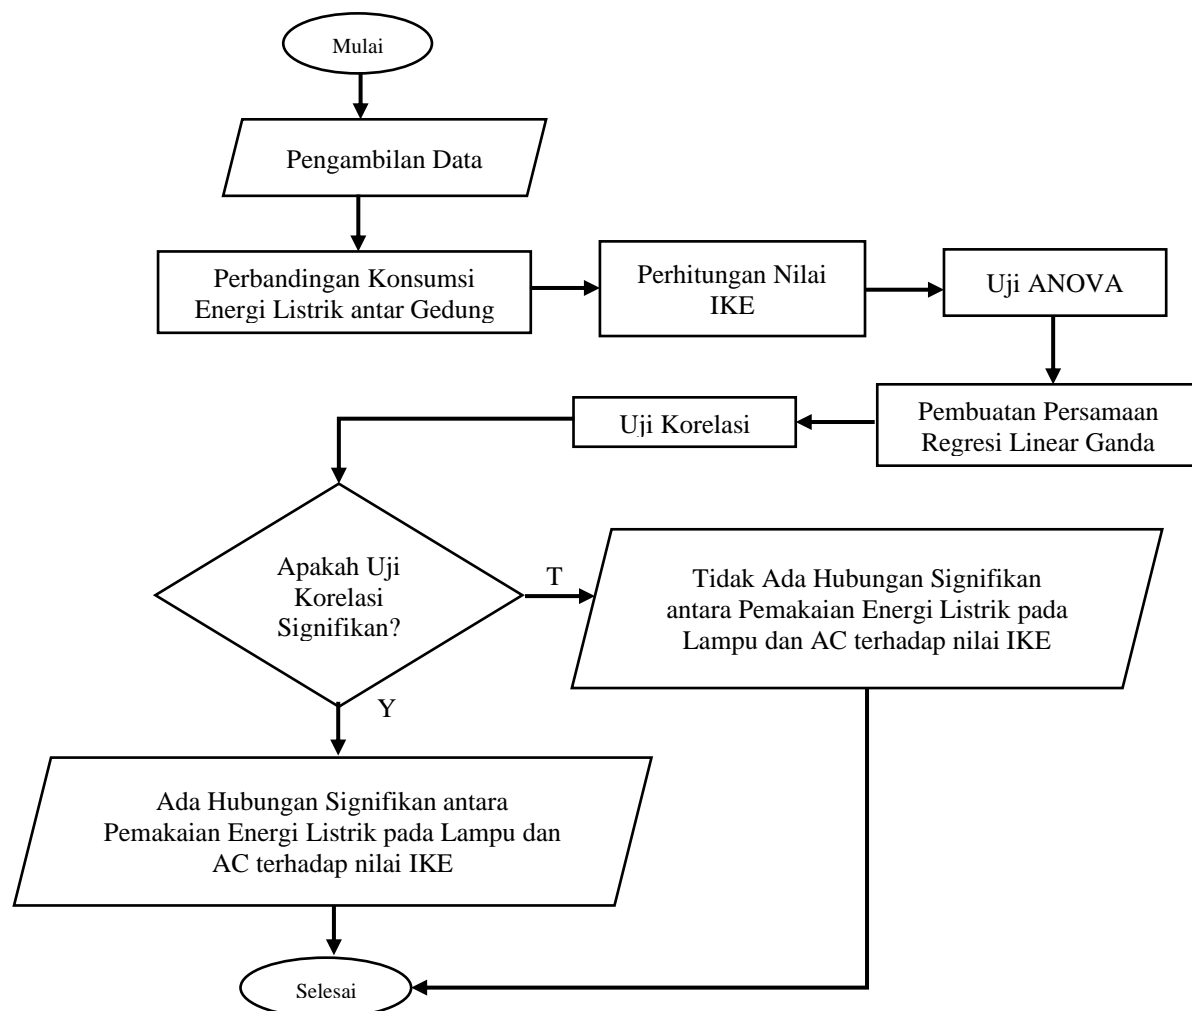 Mulai
Pengambilan Data
Perbandingan Konsumsi
Energi Listrik antar Gedung
Perhitungan Nilai
IKE
Uji ANOVA
Pembuatan Persamaan
Regresi Linear Ganda
Uji Korelasi
Apakah Uji
Korelasi
Signifikan?
T
Tidak Ada Hubungan Signifikan
antara Pemakaian Energi Listrik pada
Lampu dan AC terhadap nilai IKE
Y
Ada Hubungan Signifikan antara
Pemakaian Energi Listrik pada Lampu dan
AC terhadap nilai IKE
Selesai